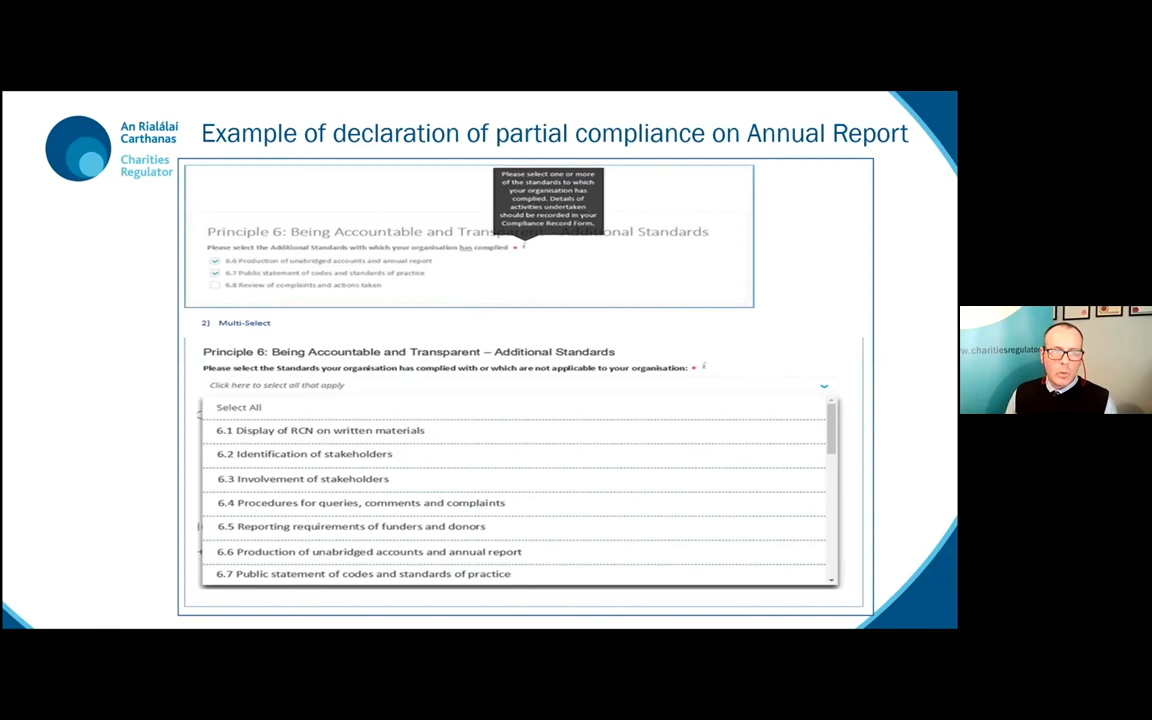 An Rialálaí
Carthanas
Charities
Regulator
Example of declaration of partial compliance on Annual Report
Please select one or more
of the standards to which
your organisation has
complied. Details of
activities undertaken
should be recorded in your
Compliance Record Form.
Principle 6: Being Accountable and Additional Standards
Please select the Additional Standards with which your organisation has complied *
6.6 Production of unabridged accounts and annual report
6.7 Public statement of codes and standards of practice
6.8 Review of complaints and actions taken
2) Multi-Select
Principle 6: Being Accountable and Transparent – Additional Standards
Please select the Standards your organisation has complied with or which are not applicable to your organisation: *
Click here to select all that apply
Select All
6.1 Display of RCN on written materials
6.2 Identification of stakeholders
6.3 Involvement of stakeholders
6.4 Procedures for queries, comments and complaints
6.5 Reporting requirements of funders and donors
6.6 Production of unabridged accounts and annual report
6.7 Public statement of codes and standards of practice
www.charitiesregulator